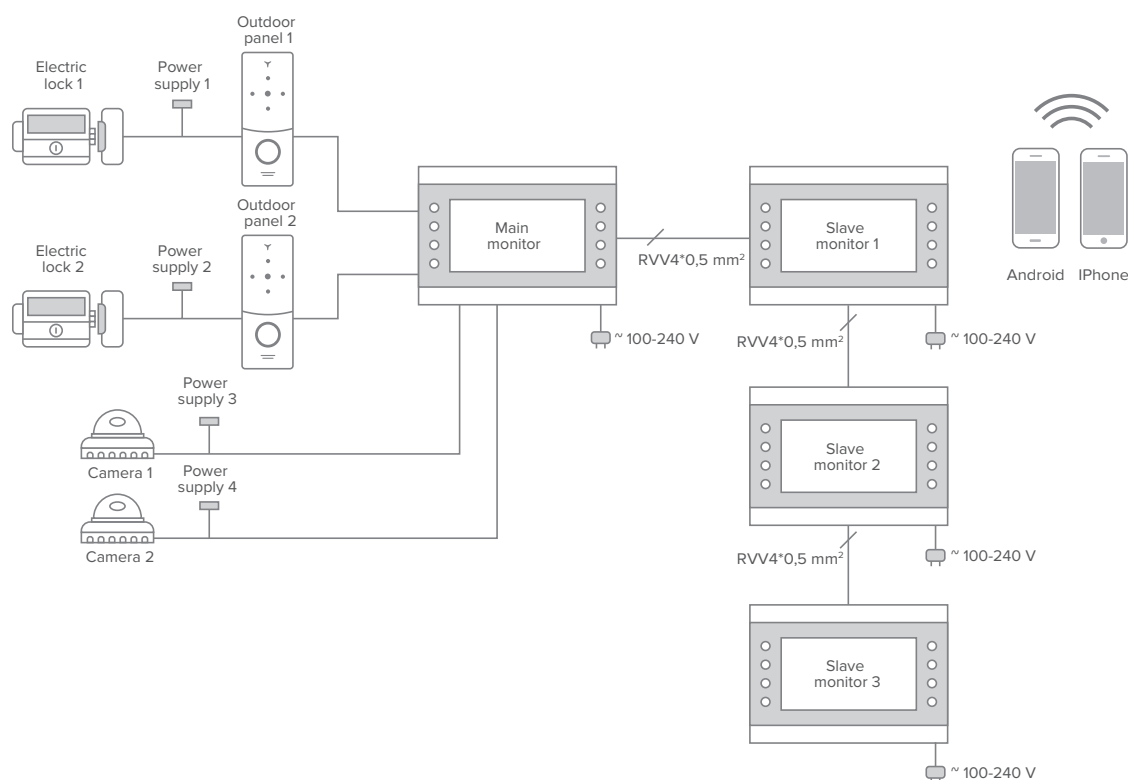 Outdoor
panel 1
Electric
lock 1
Power
supply 1
Outdoor
panel 2
Electric
lock 2
Power
supply 2
Main
monitor
RVV4*0,5 mm²
Slave
monitor 1
Android
IPhone
~ 100-240 V
RVV4*0,5 mm²
~ 100-240 V
Power
supply 3
Camera 1
Power
supply 4
Camera 2
Slave
monitor 2
RVV4*0,5 mm²
~ 100-240 V
Slave
monitor 3
~ 100-240 V